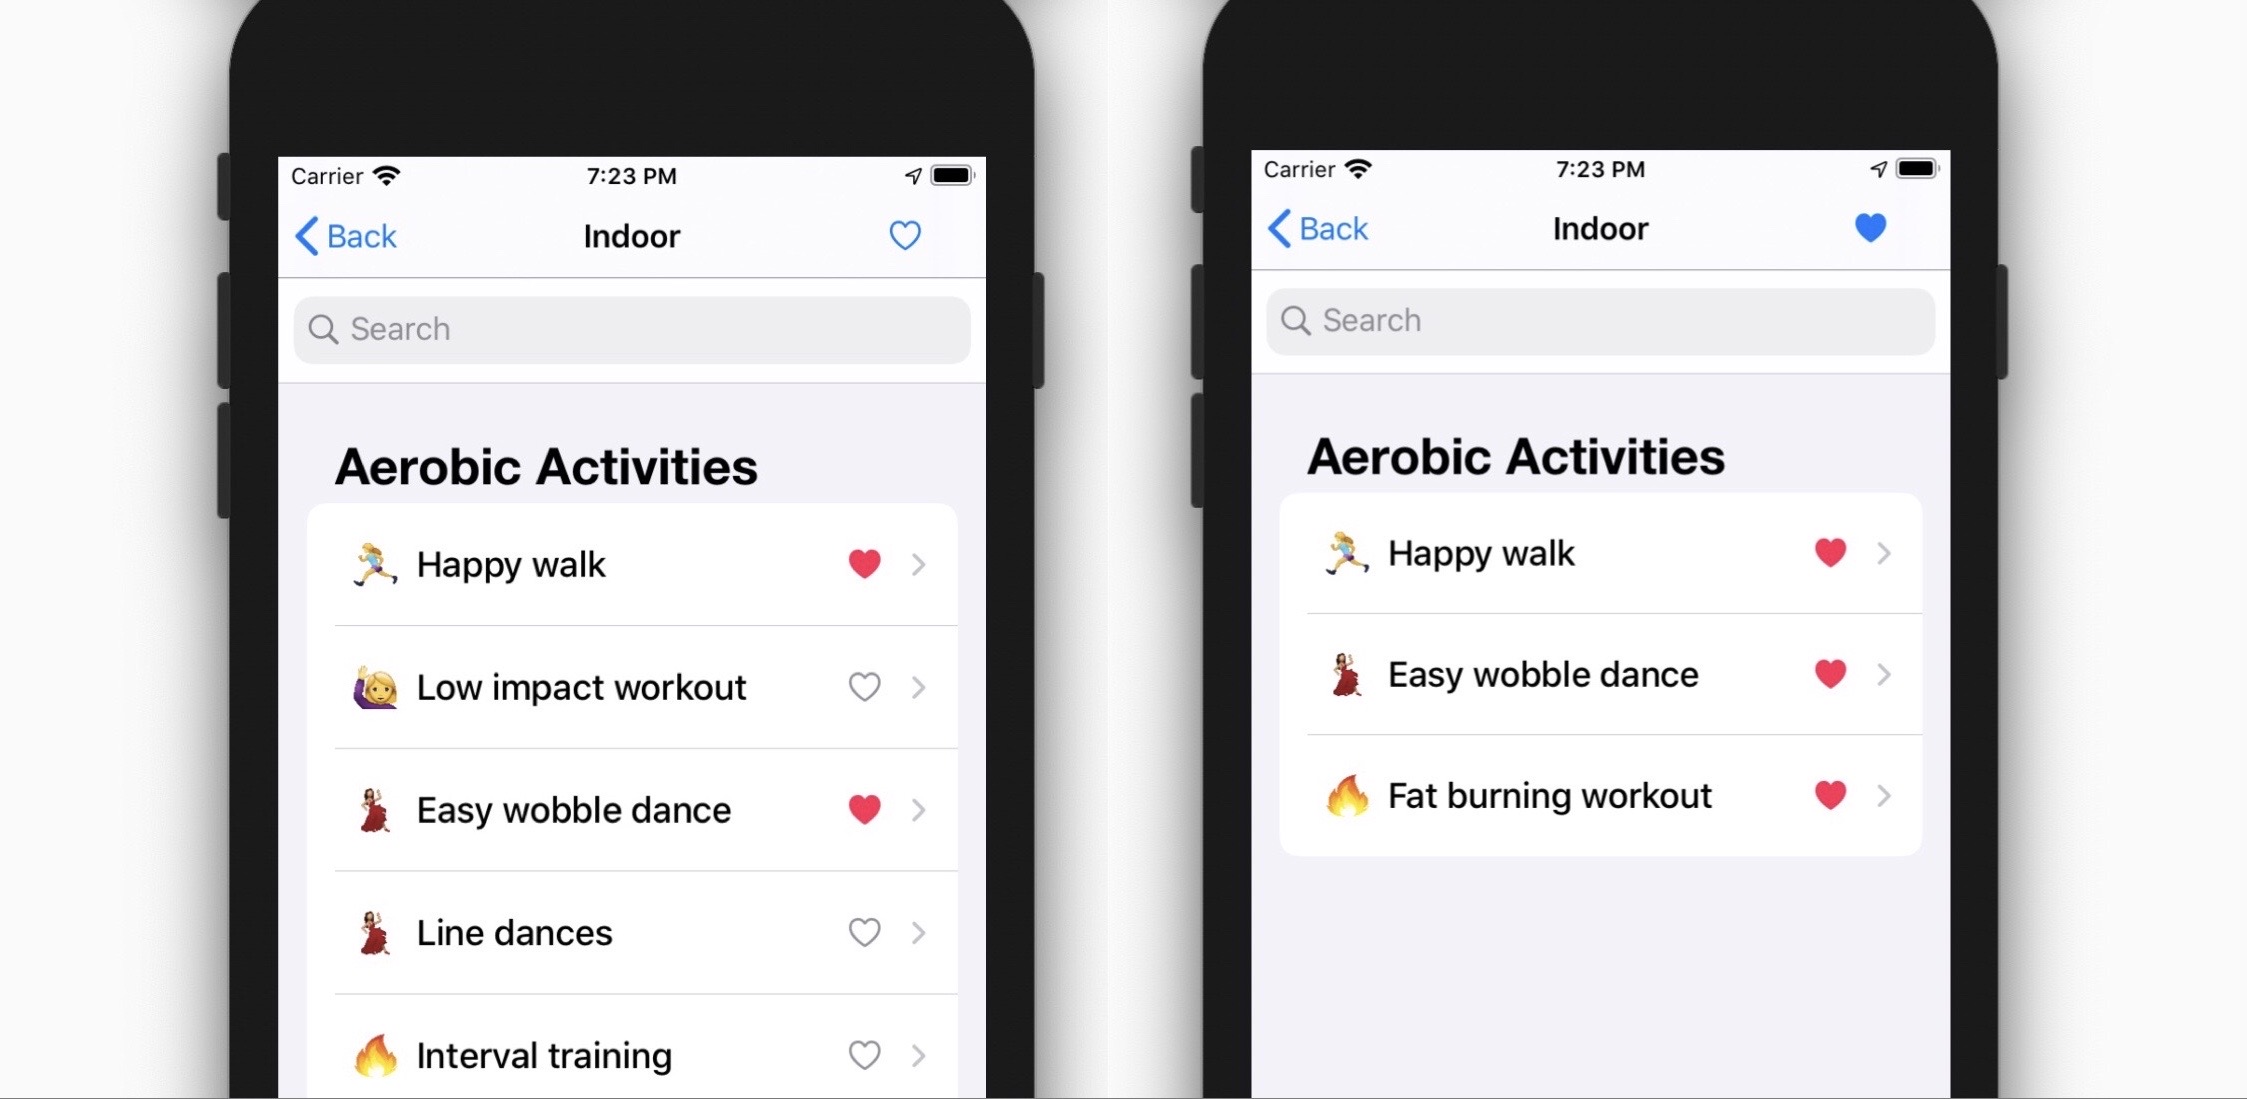 Carrier 7:23 PM
Back Indoor
Search
Aerobic Activities
Happy walk
Low impact workout
Easy wobble dance
Line dances
Interval training
Carrier 7:23 PM
Back Indoor
Search
Aerobic Activities
Happy walk
Easy wobble dance
Fat burning workout